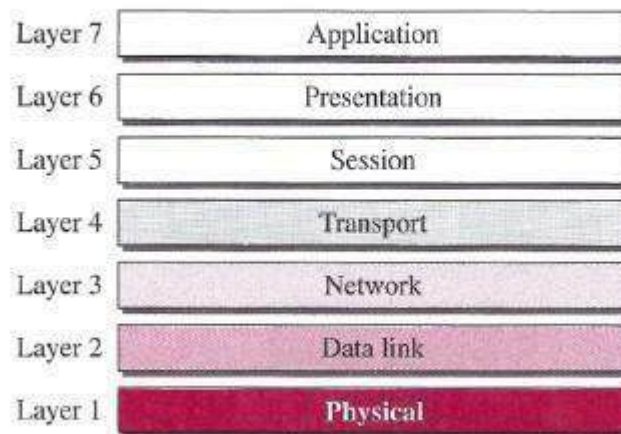 Layer 7 Application
Layer 6 Presentation
Layer 5 Session
Layer 4 Transport
Layer 3 Network
Layer 2 Data link
Layer 1 Physical